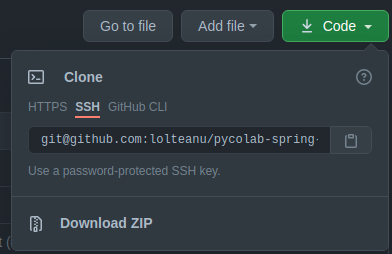 Go to file
Add file
Code
Clone
HTTPS SSH GitHub CLI
git@github.com:lolteanu/pycolab-spring-
Use a password-protected SSH key.
Download ZIP
t (